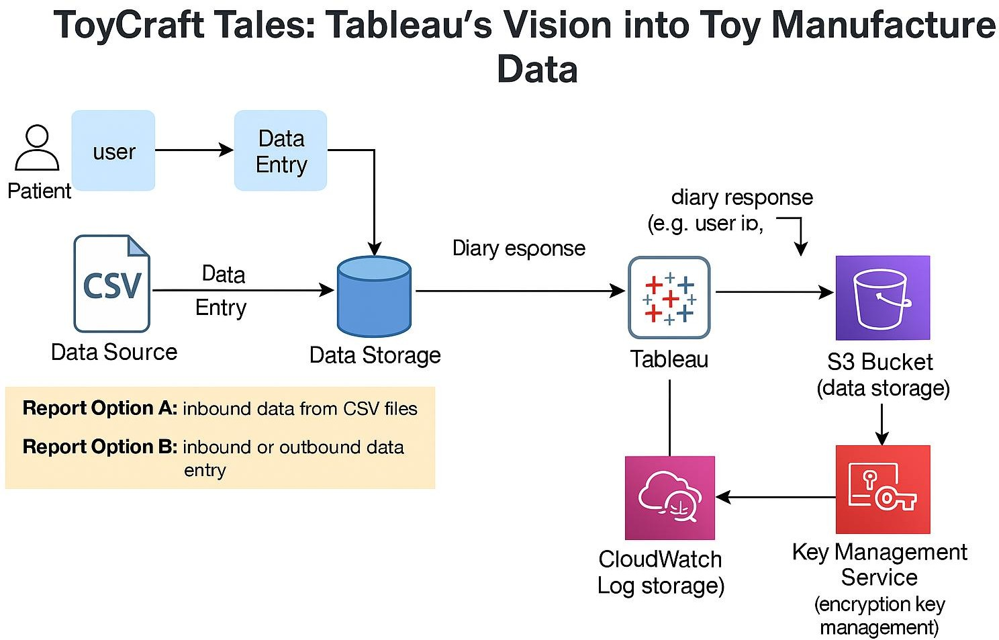 ToyCraft Tales: Tableau’s Vision into Toy Manufacture
Data
Patient
user
Data
Entry
CSV
Data
Entry
Data Source
Data Storage
Diary esponse
diary response
(e.g. user ip,
Tableau
S3 Bucket
(data storage)
Report Option A: inbound data from CSV files
Report Option B: inbound or outbound data
entry
CloudWatch
Log storage)
Key Management
Service
(encryption key
management)